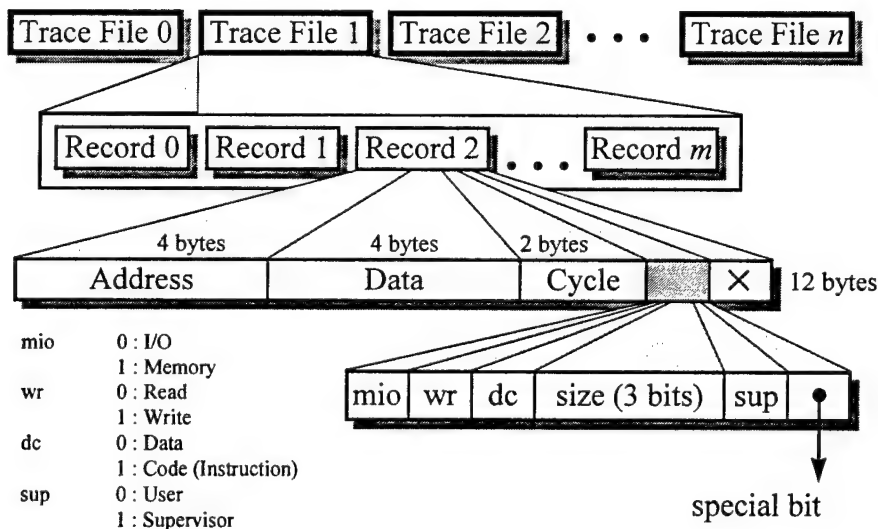 Trace File 0 Trace File 1 Trace File 2 • • • Trace File n
Record 0 Record 1 Record 2 • • • Record m
4 bytes 4 bytes 2 bytes
Address Data Cycle × 12 bytes
mio 0 : I/O
1 : Memory
wr 0 : Read
1 : Write
dc 0 : Data
1 : Code (Instruction)
sup 0 : User
1 : Supervisor
mio wr dc size (3 bits) sup
special bit